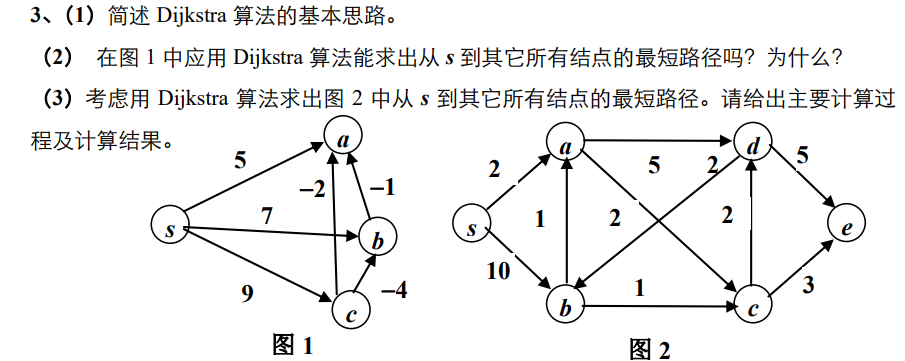 3、（1）简述 Dijkstra 算法的基本思路。
（2） 在图 1 中应用 Dijkstra 算法能求出从 s 到其它所有结点的最短路径吗？为什么？
（3）考虑用 Dijkstra 算法求出图 2 中从 s 到其它所有结点的最短路径。请给出主要计算过
程及计算结果。
a
5
−2
−1
7
s
b
9
−4
c
图 1
a
d
2
5
2
5
s
1
2
2
e
10
1
3
b
c
图 2